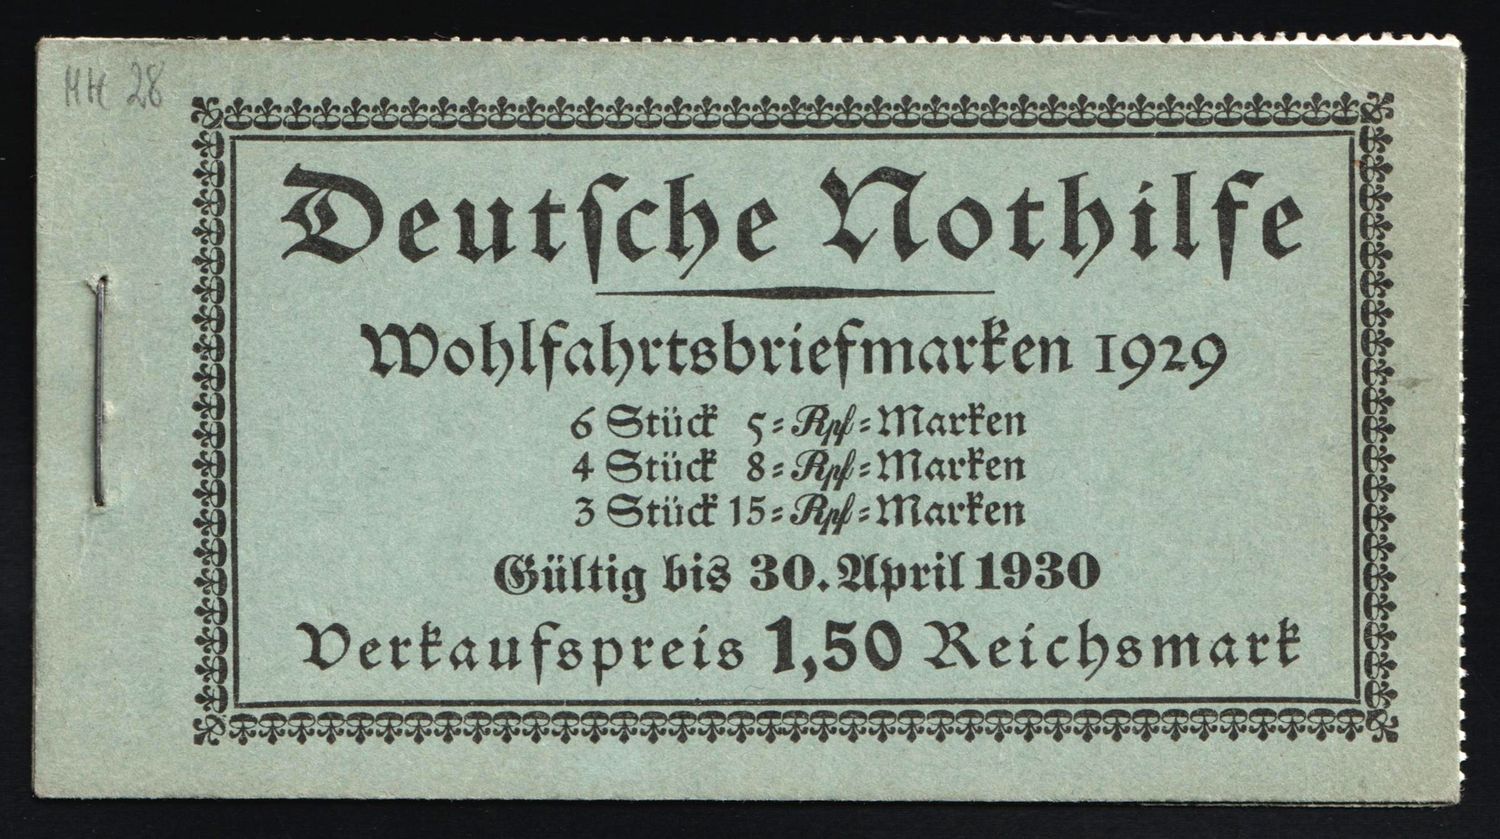 MH 28
Deutſche Nothilfe
Wohlfahrtsbriefmarken 1929
6 Stück 5=Rpf=Marken
4 Stück 8=Rpf=Marken
3 Stück 15=Rpf=Marken
Gültig bis 30. April 1930
Verkaufspreis 1,50 Reichsmark